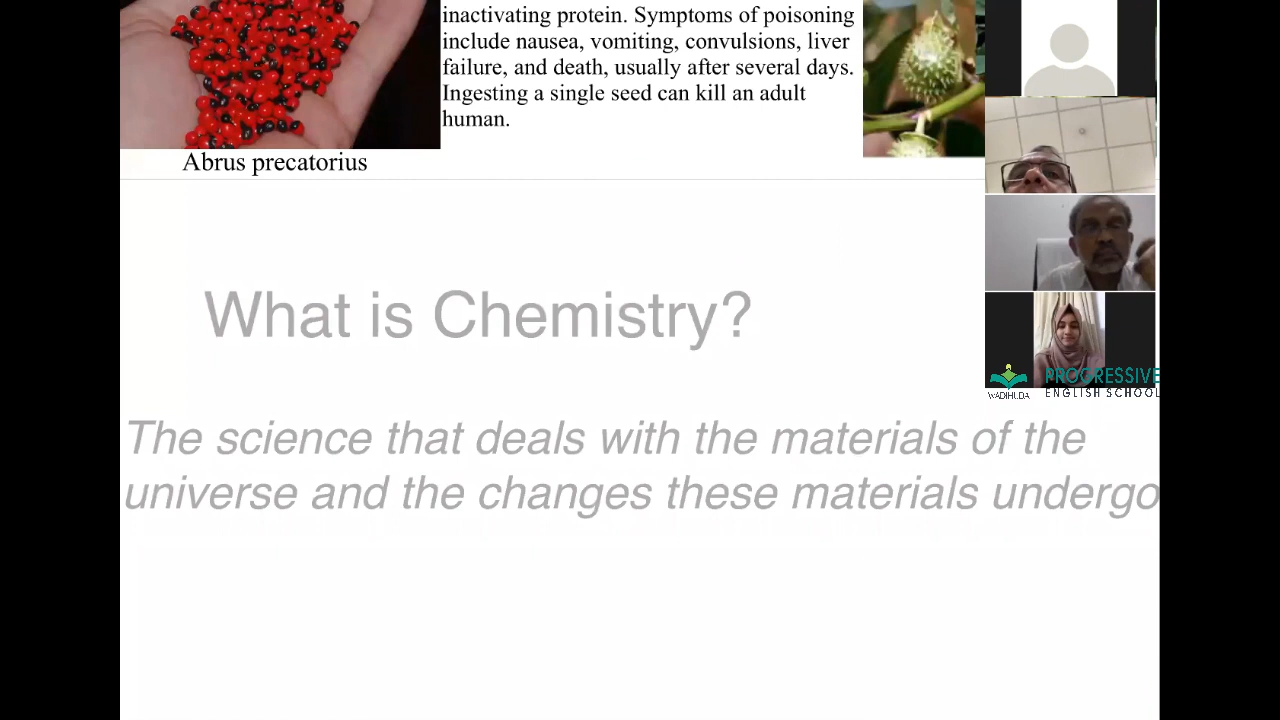 inactivating protein. Symptoms of poisoning
include nausea, vomiting, convulsions, liver
failure, and death, usually after several days.
Ingesting a single seed can kill an adult
human.
Abrus precatorius
What is Chemistry?
The science that deals with the materials of the
universe and the changes these materials undergo
WADIHUDA
PROGRESSIVE
ENGLISH SCHOOL